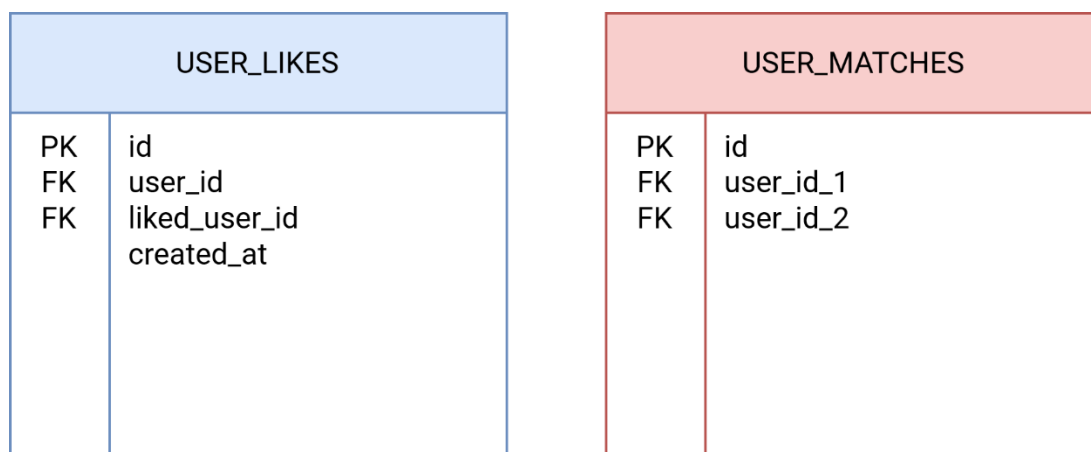 USER_LIKES
PK id
FK user_id
FK liked_user_id
created_at
USER_MATCHES
PK id
FK user_id_1
FK user_id_2